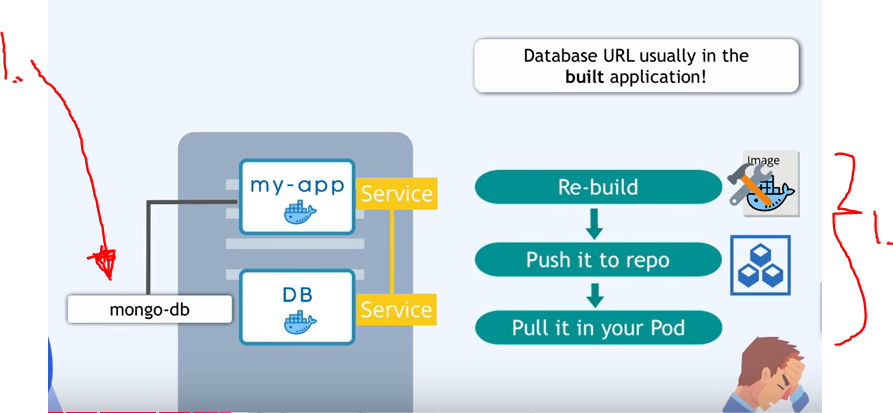 1.
Database URL usually in the
built application!
my-app
Service
Image
Re-build
Push it to repo
1.
DB
mongo-db
Service
Pull it in your Pod